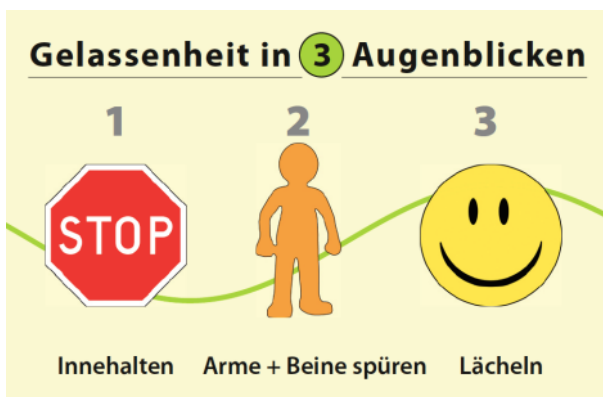 Gelassenheit in 3 Augenblicken
1 2 3
STOP
Innehalten Arme + Beine spüren Lächeln